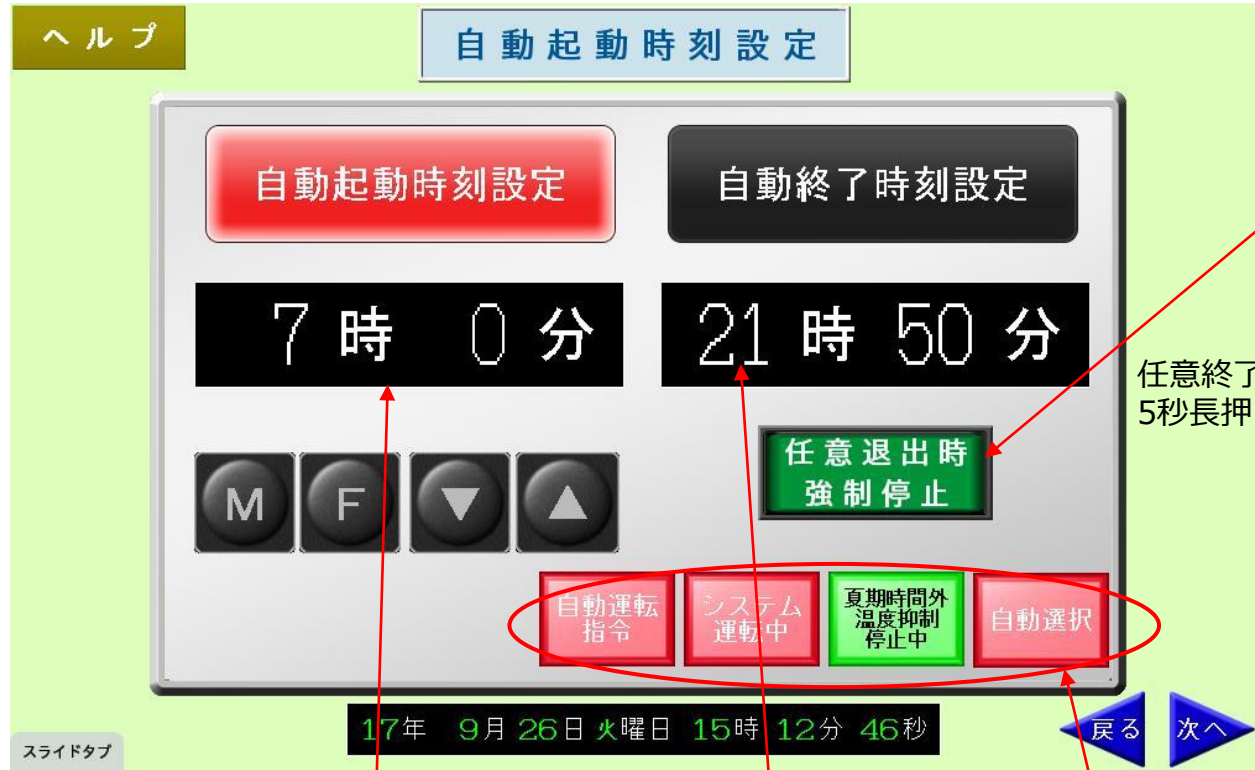 ヘルプ
自動起動時刻設定
自動起動時刻設定
自動終了時刻設定
7時 0分
21時 50分
任意終了
5秒長押
任意退出時
強制停止
M F ▼ ▲
自動運転
指令
システム
運転中
夏期時間外
温度抑制
停止中
自動選択
17年 9月26日火曜日 15時12分46秒
戻る
次へ
スライドタブ